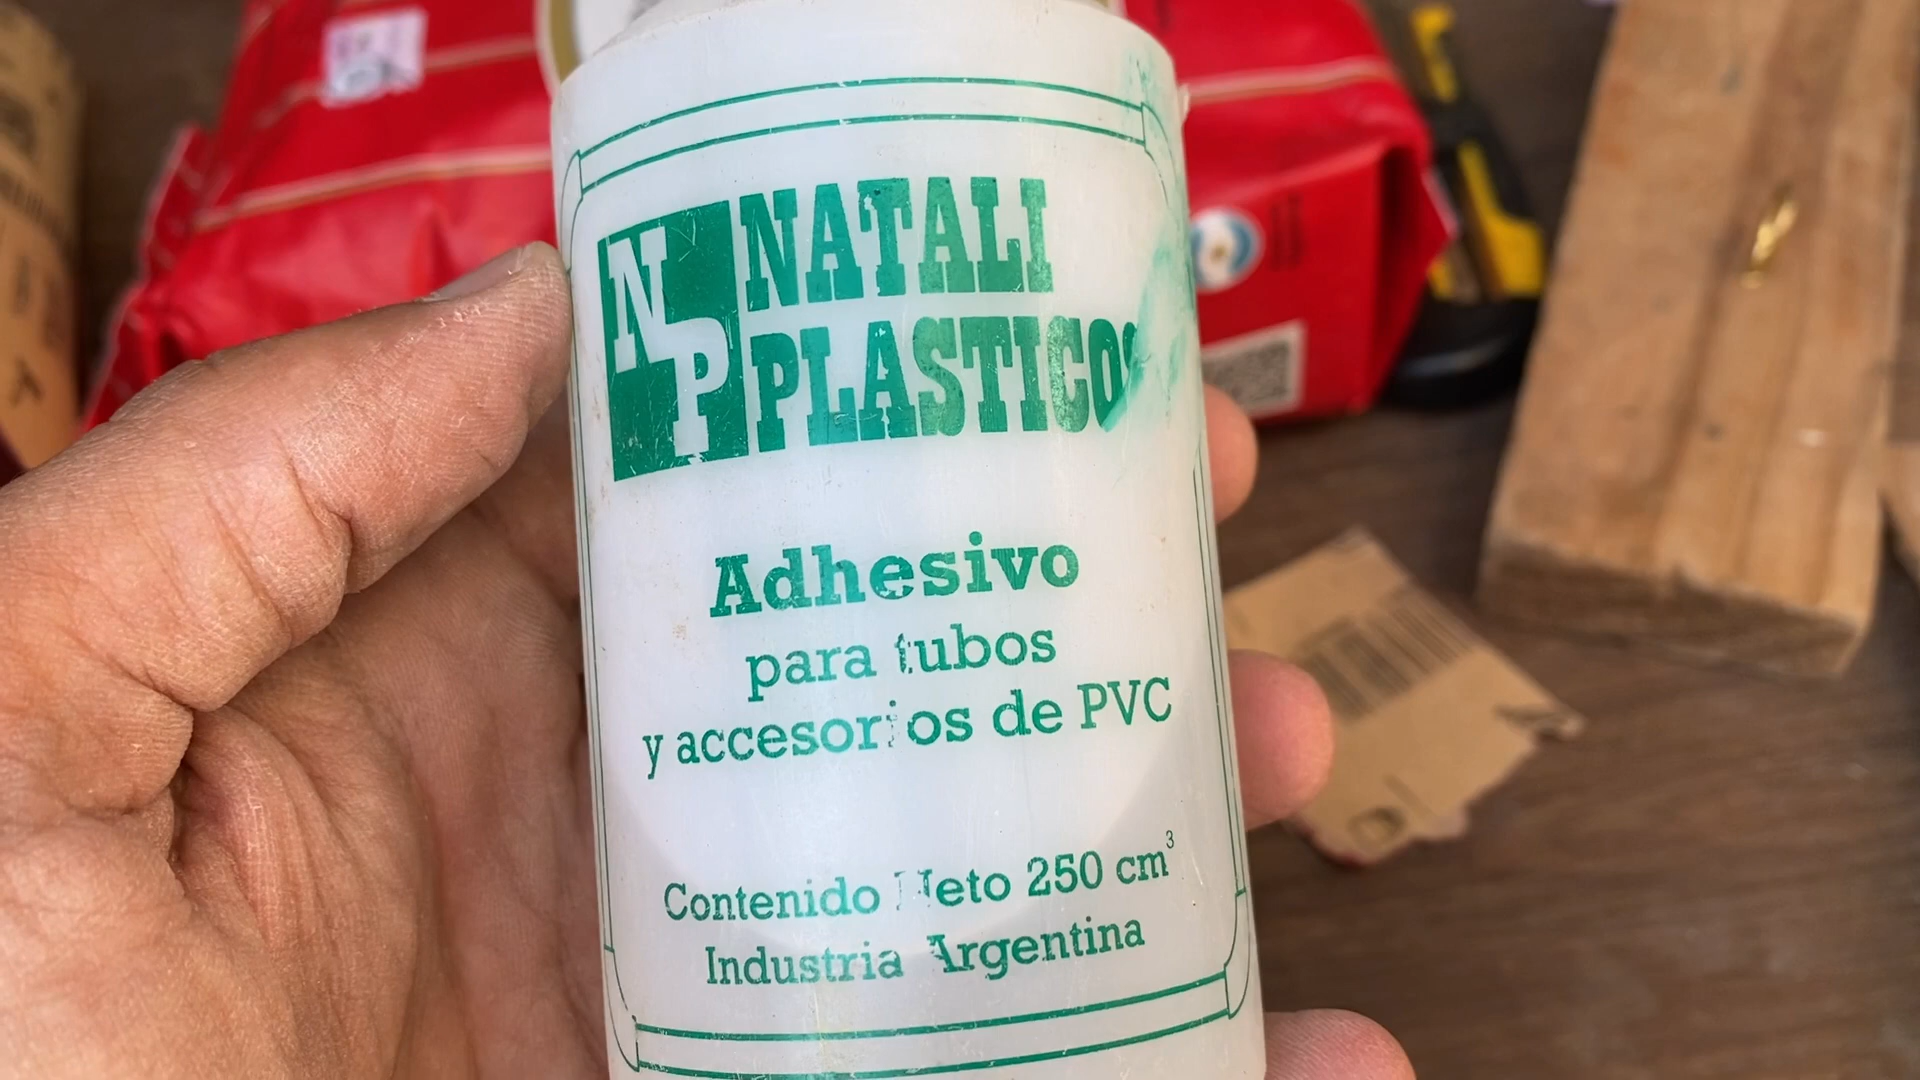 NP
NATALI
PLASTICOS
Adhesivo
para tubos
y accesorios de PVC
Contenido Neto 250 cm³
Industria Argentina